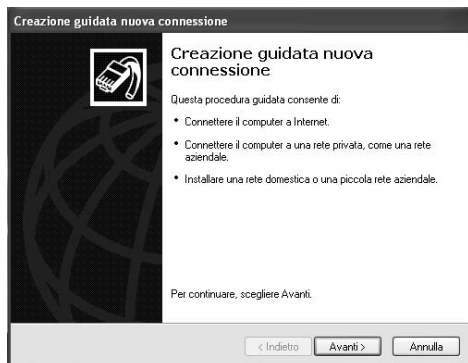 Creazione guidata nuova connessione
Creazione guidata nuova
connessione
Questa procedura guidata consente di:
• Connettere il computer a Internet.
• Connettere il computer a una rete privata, come una rete
aziendale.
• Installare una rete domestica o una piccola rete aziendale.
Per continuare, scegliere Avanti.
< Indietro
Avanti >
Annulla